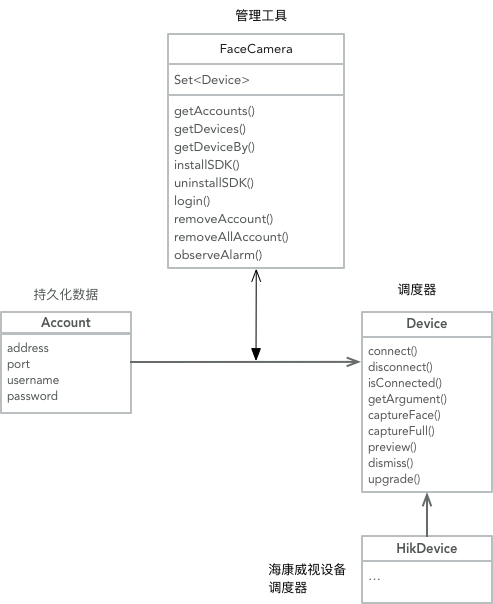 管理工具
FaceCamera
Set<Device>
getAccounts()
getDevices()
getDeviceBy()
installSDK()
uninstallSDK()
login()
removeAccount()
removeAllAccount()
observeAlarm()
持久化数据
Account
address
port
username
password
调度器
Device
connect()
disconnect()
isConnected()
getArgument()
captureFace()
captureFull()
preview()
dismiss()
upgrade()
海康威视设备
调度器
HikDevice
...